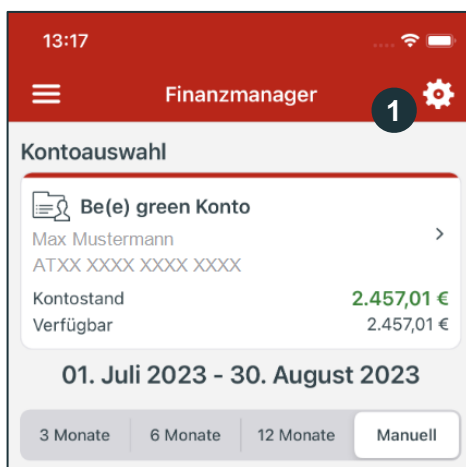 13:17
Finanzmanager
1
Kontoauswahl
Be(e) green Konto
Max Mustermann
ATXX XXXX XXXX XXXX
Kontostand 2.457,01 €
Verfügbar 2.457,01 €
01. Juli 2023 - 30. August 2023
3 Monate 6 Monate 12 Monate Manuell